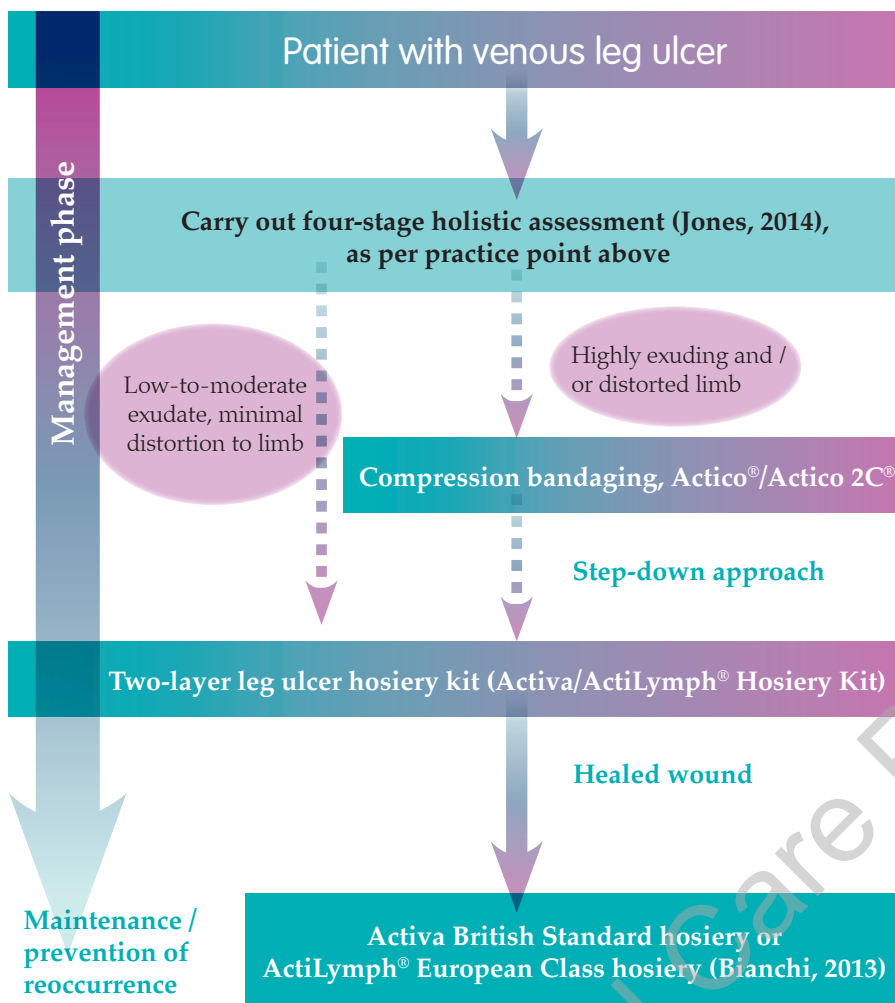 Patient with venous leg ulcer
Management phase
Carry out four-stage holistic assessment (Jones, 2014),
as per practice point above
Low-to-moderate
exudate, minimal
distortion to limb
Highly exuding and /
or distorted limb
Compression bandaging, Actico®/Actico 2C®
Step-down approach
Two-layer leg ulcer hosiery kit (Activa/ActiLymph® Hosiery Kit)
Healed wound
Maintenance /
prevention of
reoccurrence
Activa British Standard hosiery or
ActiLymph® European Class hosiery (Bianchi, 2013)
Care